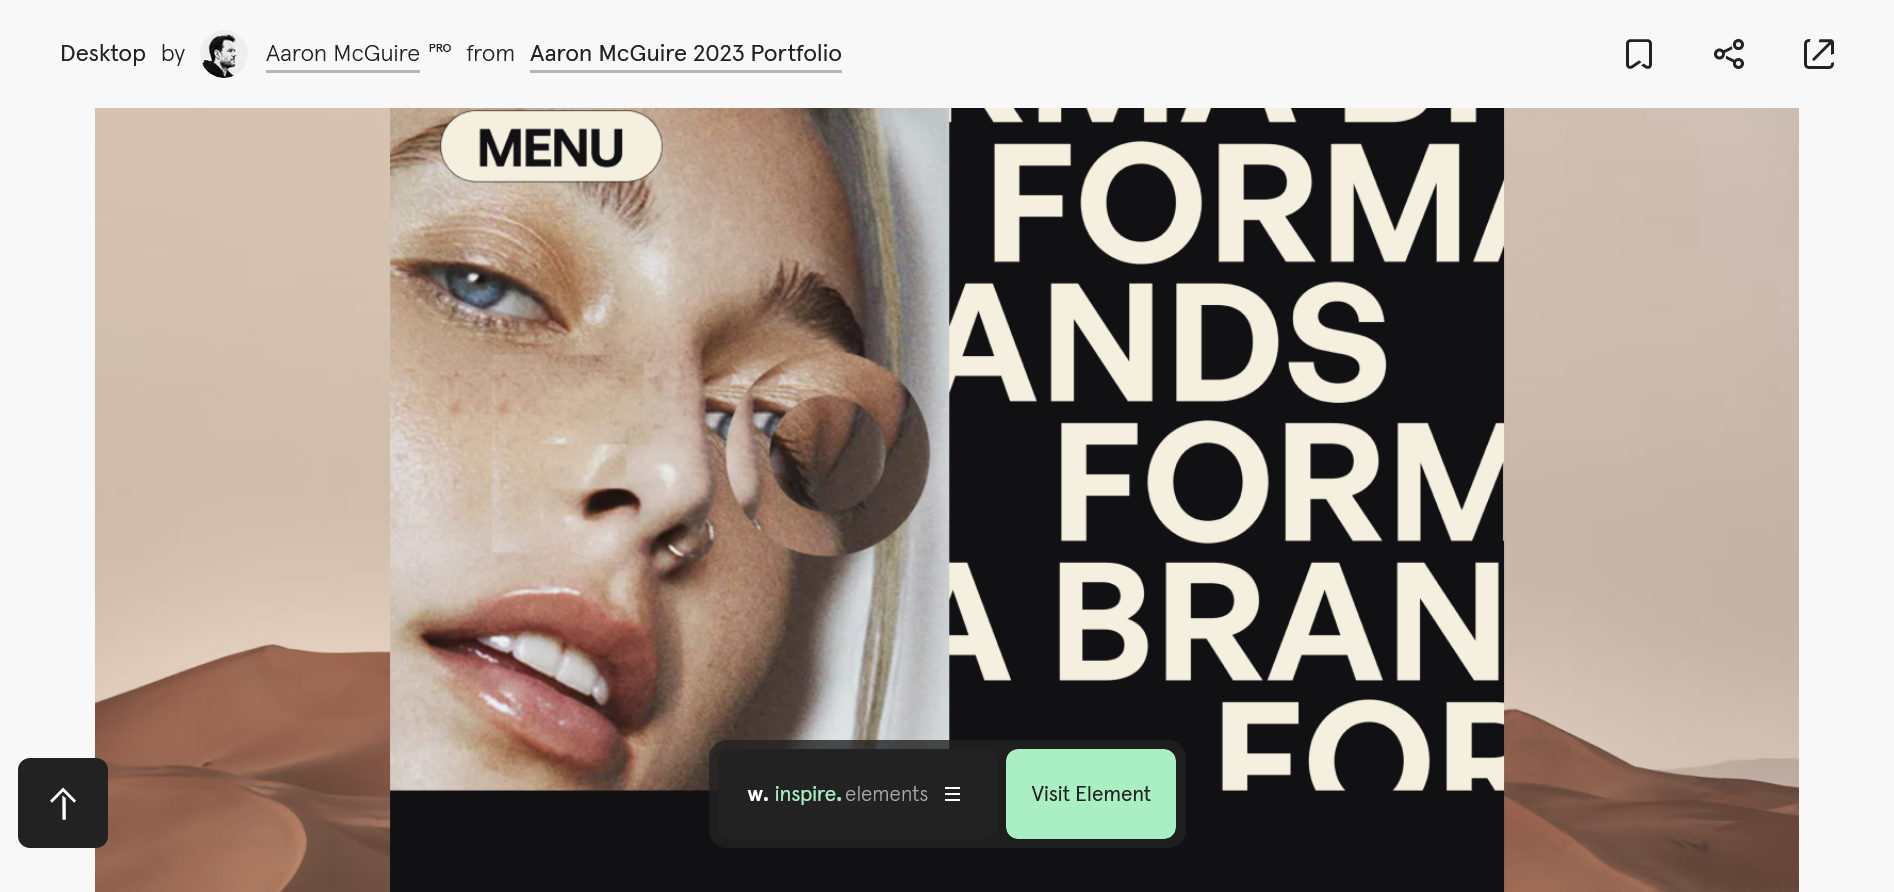 Desktop by Aaron McGuire PRO from Aaron McGuire 2023 Portfolio
MENU
RMA B
FORMA
ANDS
FORM
A BRAN
FOR
w. inspire. elements
Visit Element